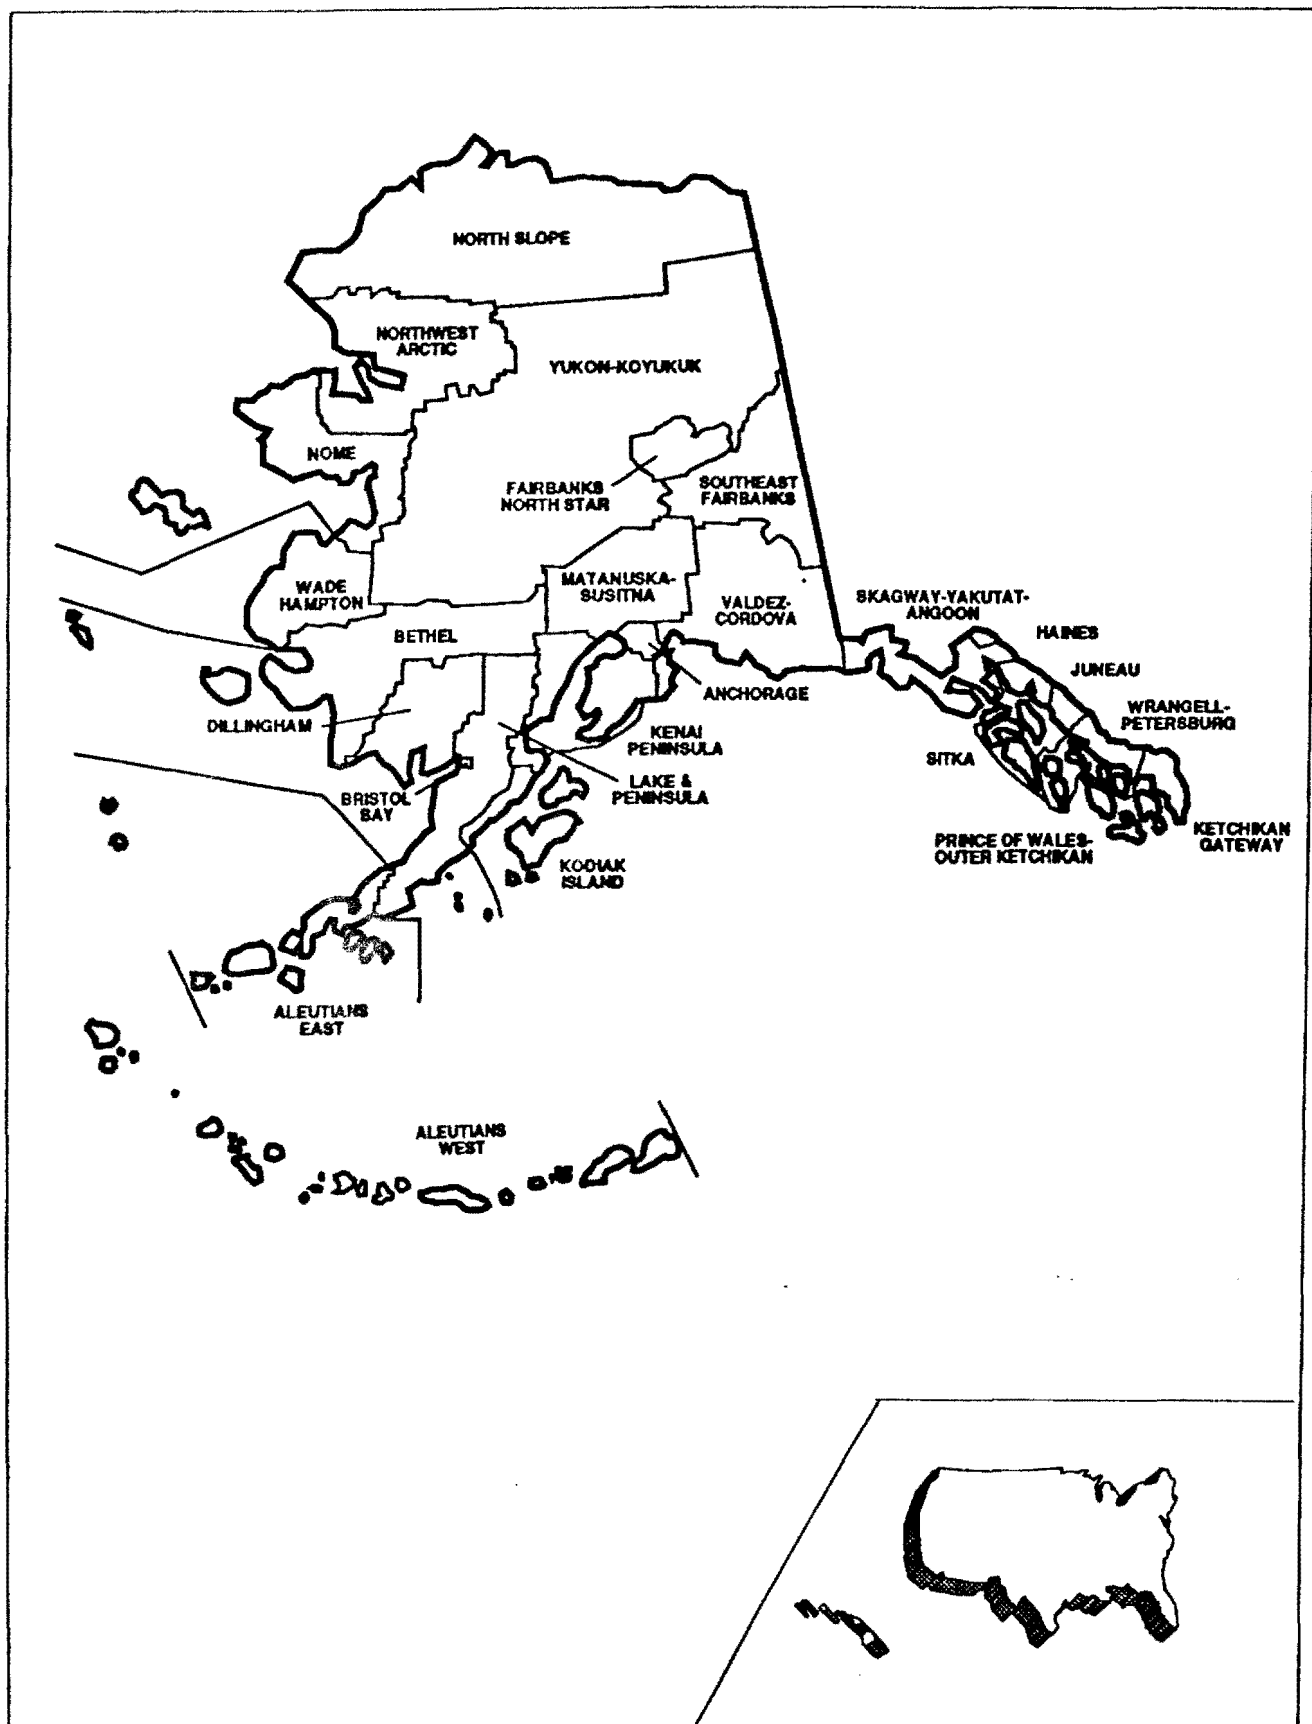 NORTH SLOPE
NORTHWEST
ARCTIC
YUKON-KOYUKUK
NOME
FAIRBANKS
NORTH STAR
SOUTHEAST
FAIRBANKS
WADE
HAMPTON
MATANUSKA-
SUSITNA
VALDEZ-
CORDOVA
SKAGWAY-YAKUTAT-
ANGOON
HAINES
BETHEL
JUNEAU
ANCHORAGE
WRANGELL-
PETERSBURG
DILLINGHAM
KENAI
PENINSULA
SITKA
LAKE &
PENINSULA
BRISTOL
BAY
KETCHIKAN
GATEWAY
PRINCE OF WALES-
OUTER KETCHIKAN
KODIAK
ISLAND
ALEUTIANS
EAST
ALEUTIANS
WEST